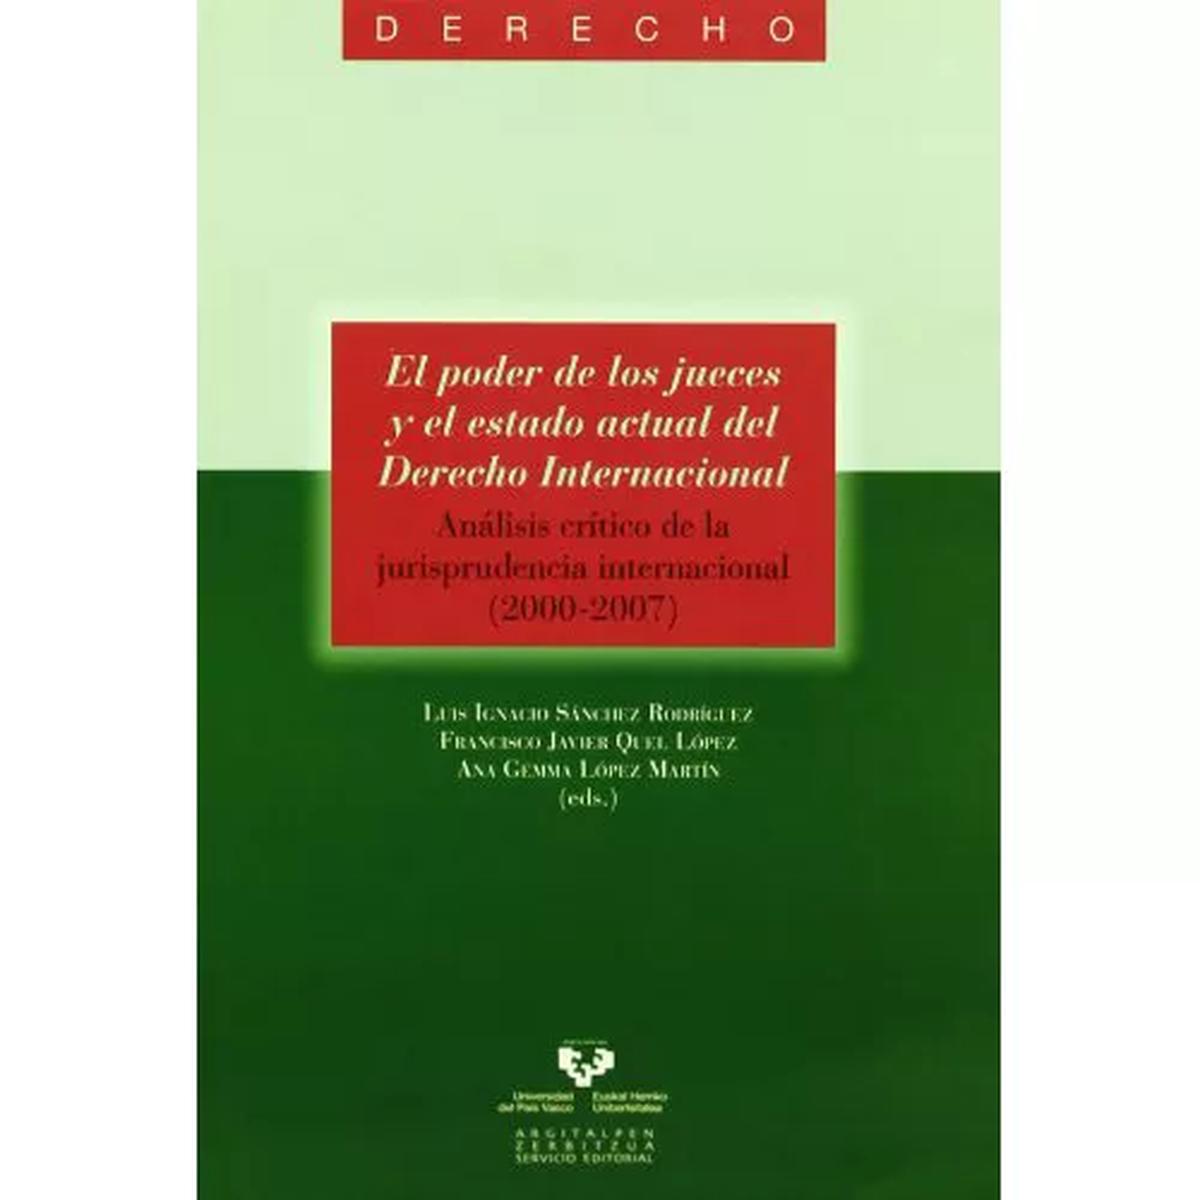 DERECHO
El poder de los jueces
y el estado actual del
Derecho Internacional
Análisis crítico de la
jurisprudencia internacional
(2000-2007)
LUIS IGNACIO SÁNCHEZ RODRÍGUEZ
FRANCISCO JAVIER QUEL LÓPEZ
ANA GEMMA LÓPEZ MARTÍN
(eds.)
Universidad Euskal Herriko
del País Vasco Unibertsitatea
ARGITALPEN
ZERBITZUA
SERVICIO EDITORIAL